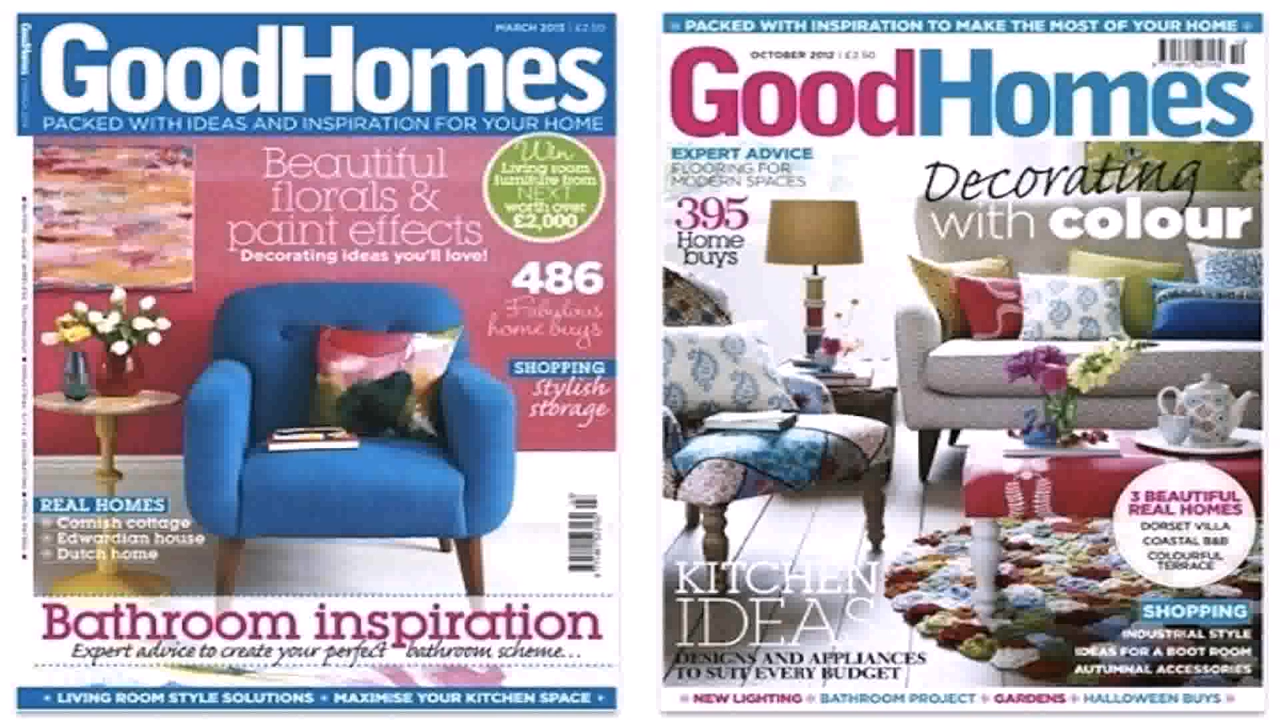 MARCH 2013 | £2.50
GoodHomes
PACKED WITH IDEAS AND INSPIRATION FOR YOUR HOME
Beautiful
florals &
paint effects
Decorating ideas you'll love!
Win
Living room
furniture from
NEXT
worth over
£2,000
486
Fabulous
home buys
SHOPPING
Stylish
storage
REAL HOMES
Cornish cottage
Edwardian house
Dutch home
Bathroom inspiration
Expert advice to create your perfect bathroom scheme...
LIVING ROOM STYLE SOLUTIONS + MAXIMISE YOUR KITCHEN SPACE
PACKED WITH INSPIRATION TO MAKE THE MOST OF YOUR HOME
OCTOBER 2012 | £2.50
GoodHomes
EXPERT ADVICE
FLOORING FOR
MODERN SPACES
395
Home
buys
Decorating
with colour
3 BEAUTIFUL
REAL HOMES
DORSET VILLA
COASTAL B&B
COLOURFUL
TERRACE
KITCHEN
IDEAS
DESIGNS AND APPLIANCES
TO SUIT EVERY BUDGET
SHOPPING
INDUSTRIAL STYLE
IDEAS FOR A BOOT ROOM
AUTUMNAL ACCESSORIES
NEW LIGHTING + BATHROOM PROJECT + GARDENS + HALLOWEEN BUYS